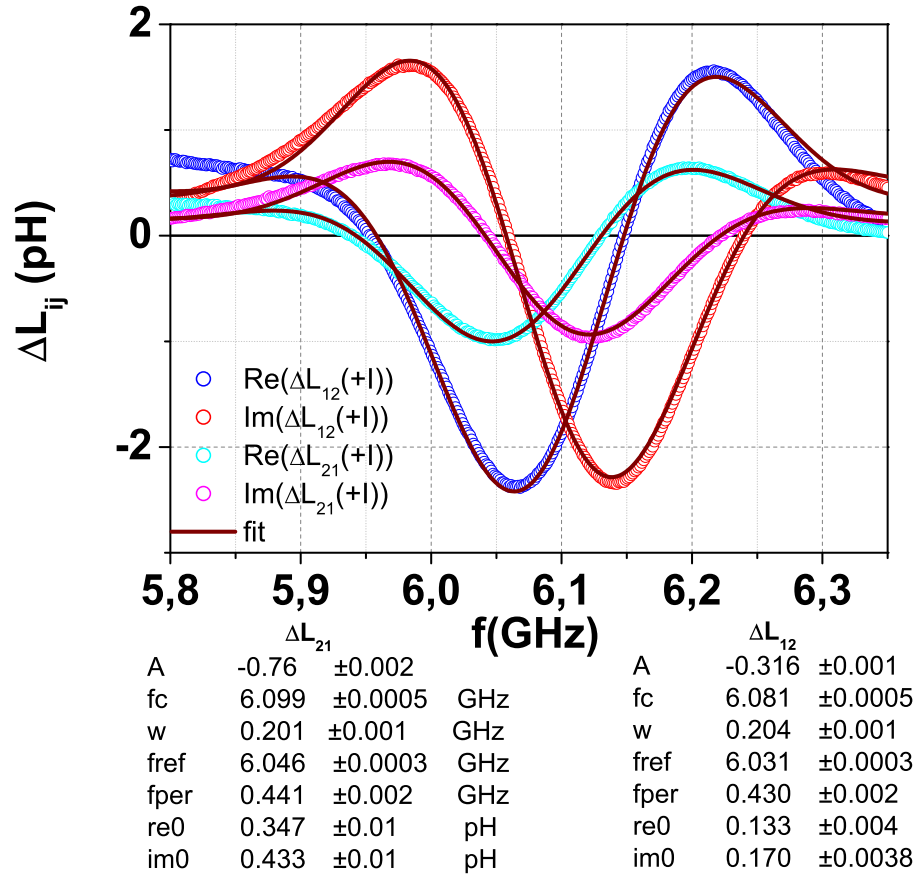 2
0
-2
ΔL_ij (pH)
Re(ΔL_12(+I))
Im(ΔL_12(+I))
Re(ΔL_21(+I))
Im(ΔL_21(+I))
fit
5,8 5,9 6,0 6,1 6,2 6,3
f(GHz)
ΔL_21 ΔL_12
A -0.76 ±0.002 A -0.316 ±0.001
fc 6.099 ±0.0005 GHz fc 6.081 ±0.0005
w 0.201 ±0.001 GHz w 0.204 ±0.001
fref 6.046 ±0.0003 GHz fref 6.031 ±0.0003
fper 0.441 ±0.002 GHz fper 0.430 ±0.002
re0 0.347 ±0.01 pH re0 0.133 ±0.004
im0 0.433 ±0.01 pH im0 0.170 ±0.0038